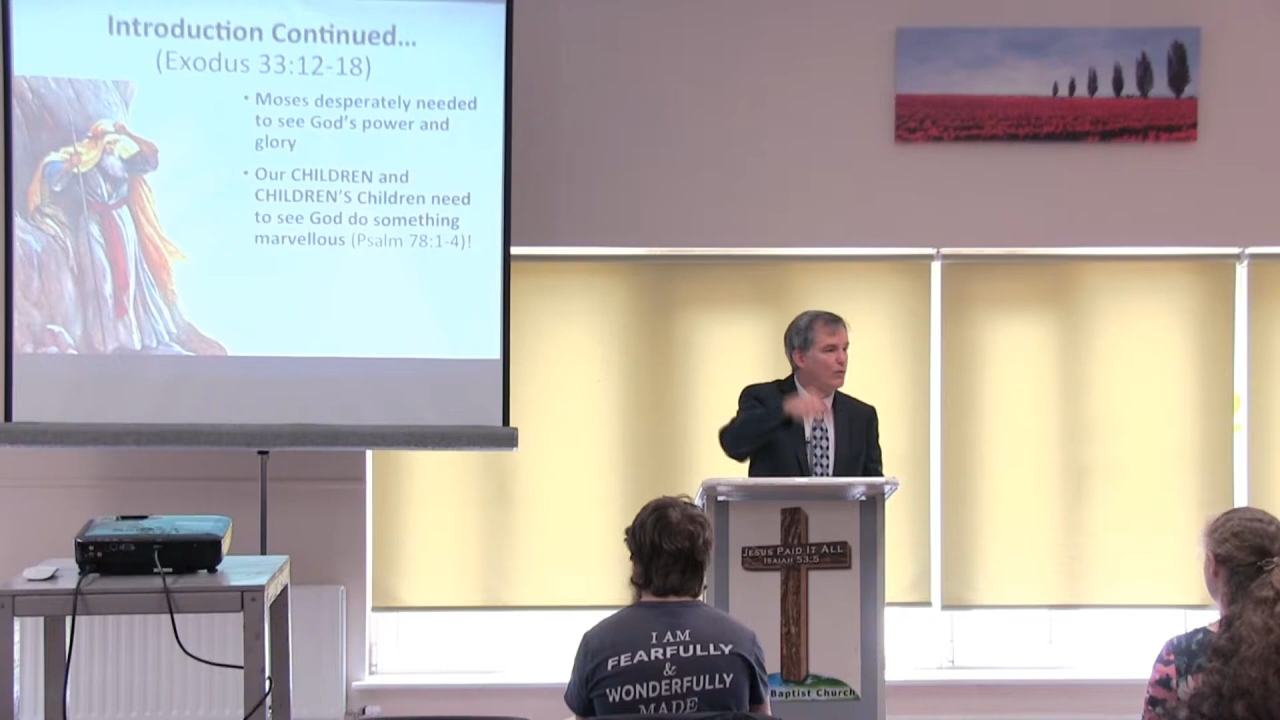 Introduction Continued...
(Exodus 33:12-18)
• Moses desperately needed
to see God's power and
glory
• Our CHILDREN and
CHILDREN'S Children need
to see God do something
marvellous (Psalm 78:1-4)!
JESUS PAID IT ALL
ISAIAH 53:5
Baptist Church
I AM
FEARFULLY
&
WONDERFULLY
MADE